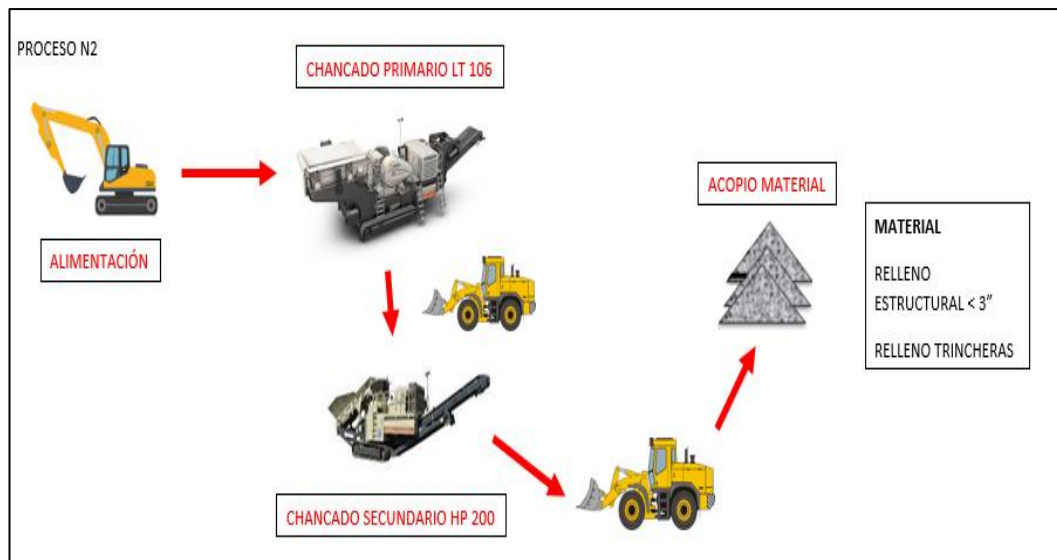 PROCESO N2
CHANCADO PRIMARIO LT 106
ALIMENTACIÓN
ACOPIO MATERIAL
MATERIAL
RELLENO
ESTRUCTURAL < 3"
RELLENO TRINCHERAS
CHANCADO SECUNDARIO HP 200